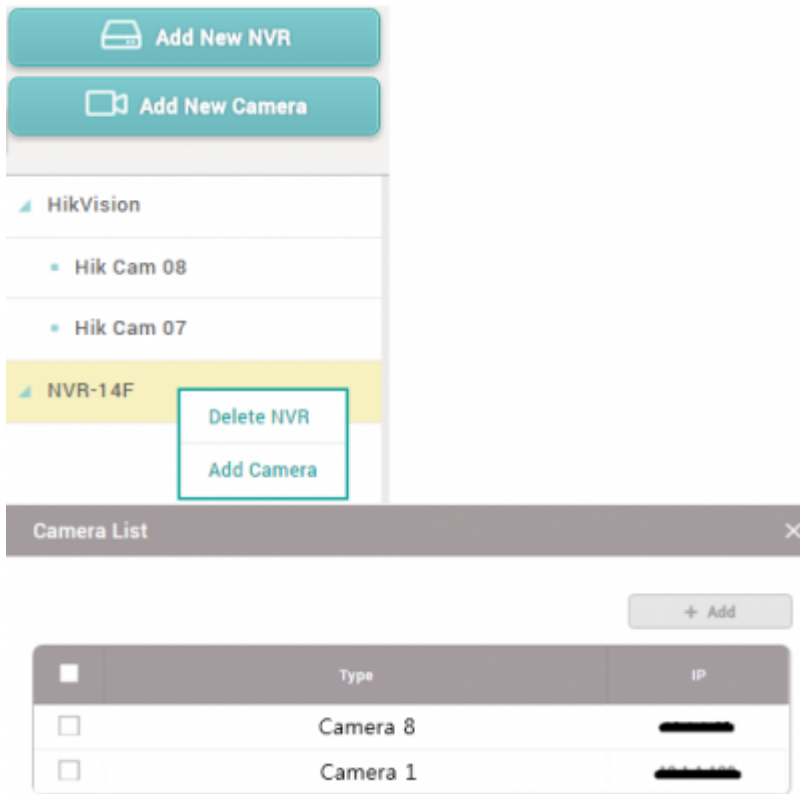 Add New NVR
Add New Camera
HikVision
Hik Cam 08
Hik Cam 07
NVR-14F
Delete NVR
Add Camera
Camera List
+ Add
Type IP
Camera 8
Camera 1